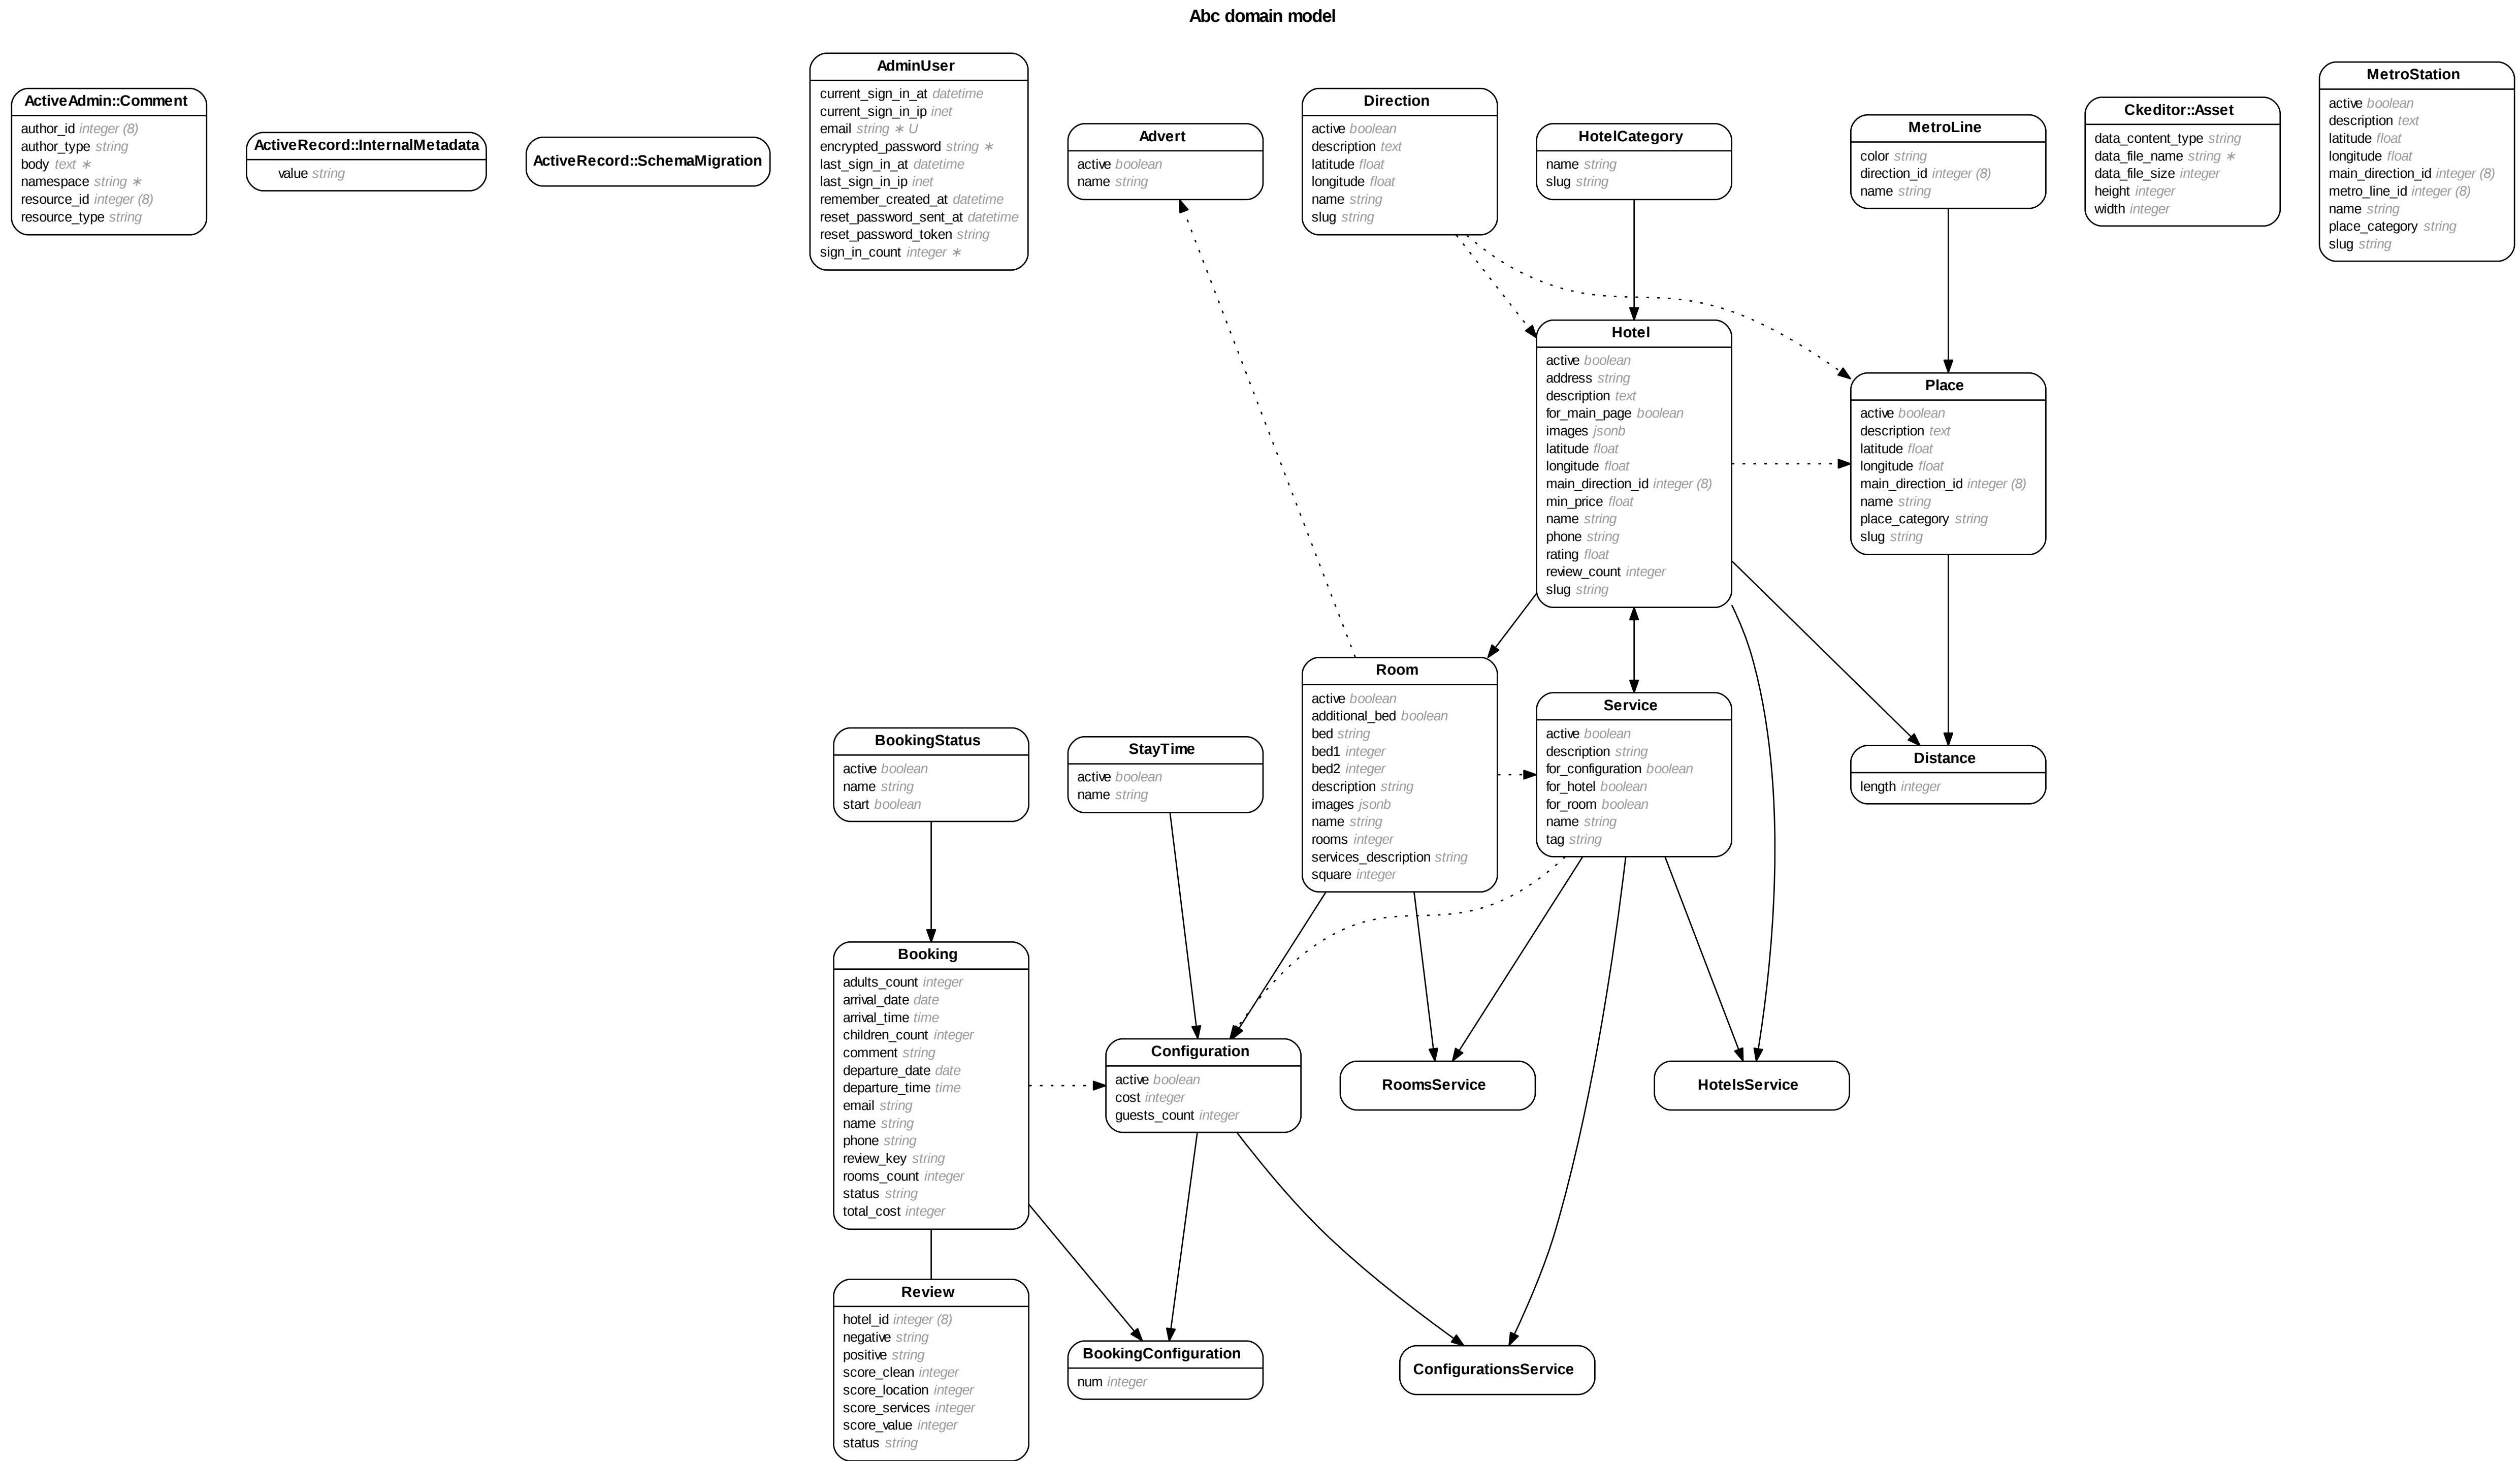 Abc domain model
ActiveAdmin::Comment
author_id integer (8)
author_type string
body text ∗
namespace string ∗
resource_id integer (8)
resource_type string
ActiveRecord::InternalMetadata
value string
ActiveRecord::SchemaMigration
AdminUser
current_sign_in_at datetime
current_sign_in_ip inet
email string ∗ U
encrypted_password string ∗
last_sign_in_at datetime
last_sign_in_ip inet
remember_created_at datetime
reset_password_sent_at datetime
reset_password_token string
sign_in_count integer ∗
Advert
active boolean
name string
Direction
active boolean
description text
latitude float
longitude float
name string
slug string
HotelCategory
name string
slug string
MetroLine
color string
direction_id integer (8)
name string
Ckeditor::Asset
data_content_type string
data_file_name string ∗
data_file_size integer
height integer
width integer
MetroStation
active boolean
description text
latitude float
longitude float
main_direction_id integer (8)
metro_line_id integer (8)
name string
place_category string
slug string
Hotel
active boolean
address string
description text
for_main_page boolean
images jsonb
latitude float
longitude float
main_direction_id integer (8)
min_price float
name string
phone string
rating float
review_count integer
slug string
Place
active boolean
description text
latitude float
longitude float
main_direction_id integer (8)
name string
place_category string
slug string
Room
active boolean
additional_bed boolean
bed string
bed1 integer
bed2 integer
description string
images jsonb
name string
rooms integer
services_description string
square integer
Service
active boolean
description string
for_configuration boolean
for_hotel boolean
for_room boolean
name string
tag string
Distance
length integer
BookingStatus
active boolean
name string
start boolean
StayTime
active boolean
name string
Booking
adults_count integer
arrival_date date
arrival_time time
children_count integer
comment string
departure_date date
departure_time time
email string
name string
phone string
review_key string
rooms_count integer
status string
total_cost integer
Configuration
active boolean
cost integer
guests_count integer
RoomsService
HotelsService
Review
hotel_id integer (8)
negative string
positive string
score_clean integer
score_location integer
score_services integer
score_value integer
status string
BookingConfiguration
num integer
ConfigurationsService